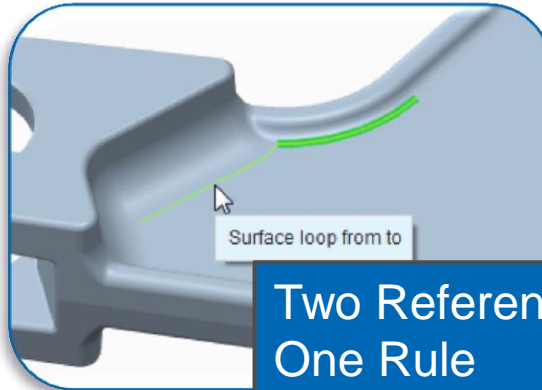 Surface loop from to
Two Referen
One Rule